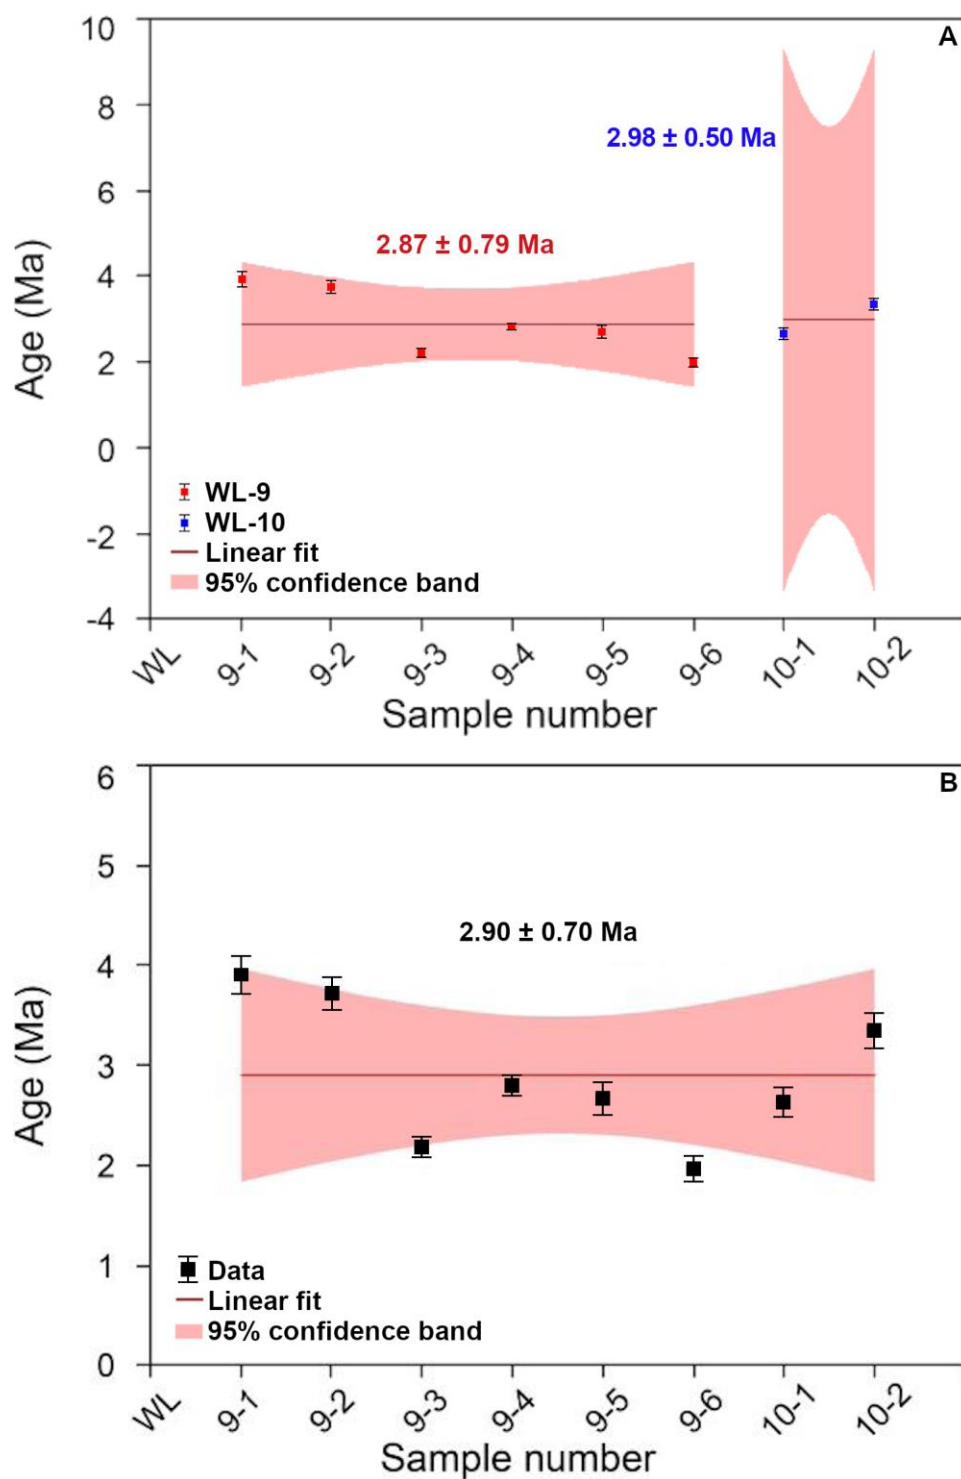 A
10
8
6
4
2
0
-2
-4
Age (Ma)
2.98 ± 0.50 Ma
2.87 ± 0.79 Ma
WL-9
WL-10
Linear fit
95% confidence band
WL 9-1 9-2 9-3 9-4 9-5 9-6 10-1 10-2
Sample number
B
6
5
4
3
2
1
0
Age (Ma)
2.90 ± 0.70 Ma
Data
Linear fit
95% confidence band
WL 9-1 9-2 9-3 9-4 9-5 9-6 10-1 10-2
Sample number